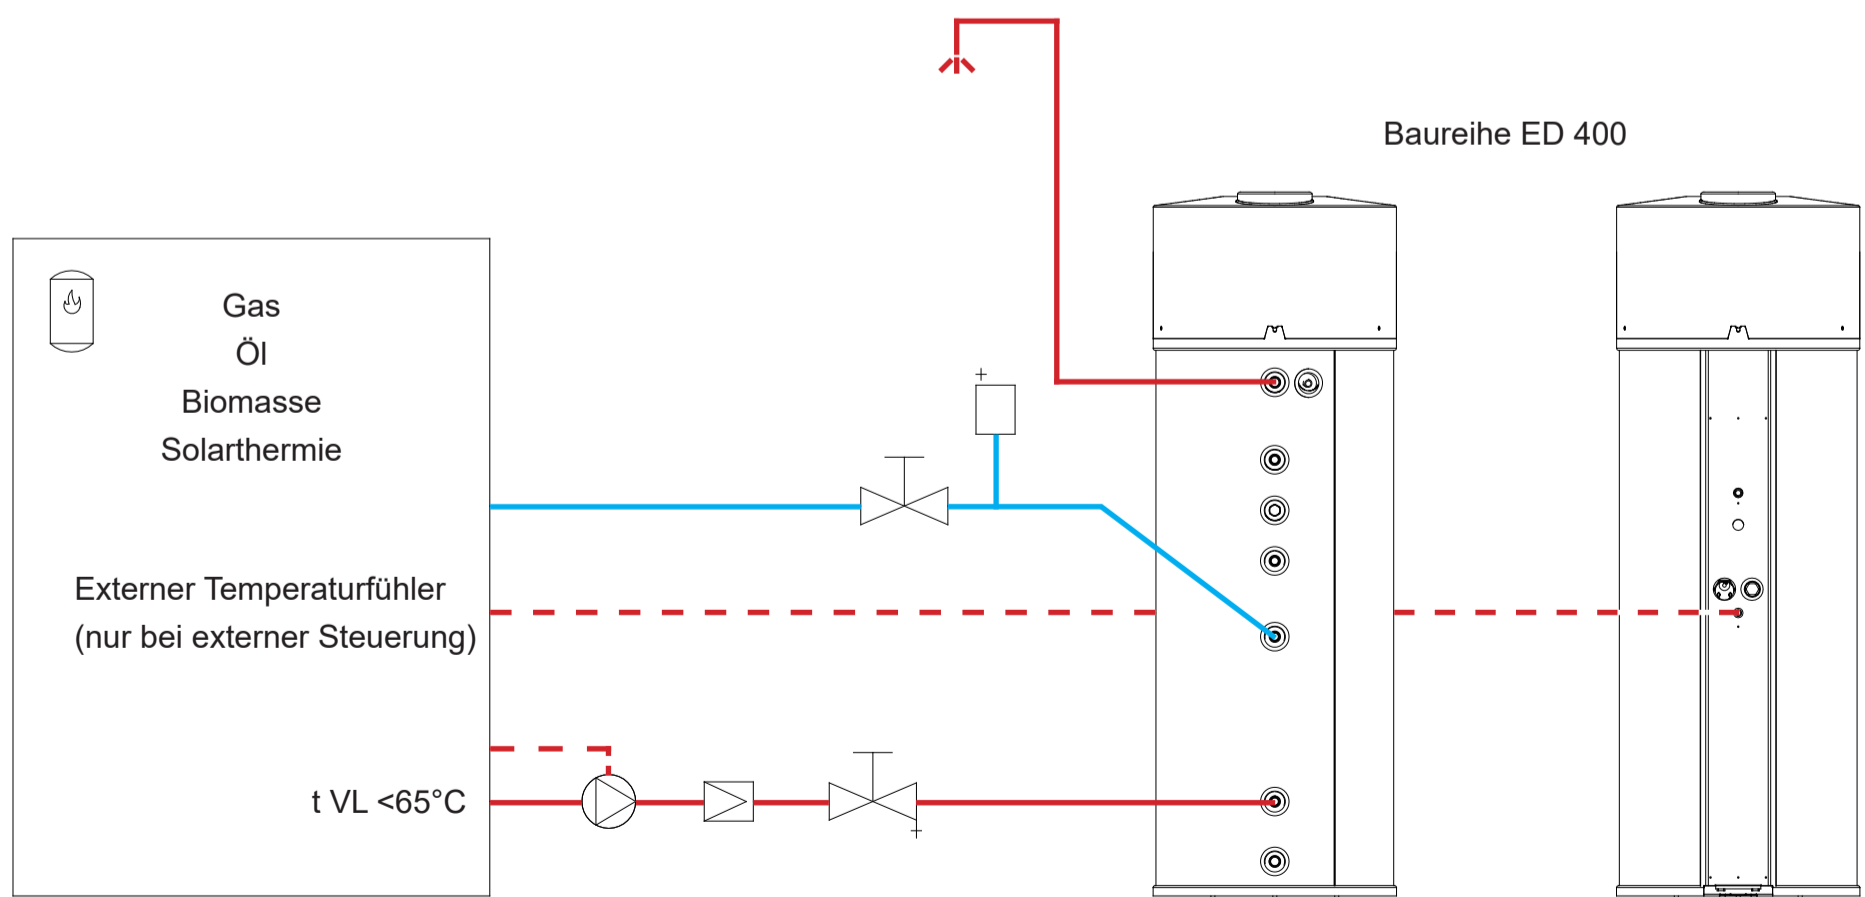 Baureihe ED 400
Gas
Öl
Biomasse
Solarthermie
Externer Temperaturfühler
(nur bei externer Steuerung)
t VL <65°C